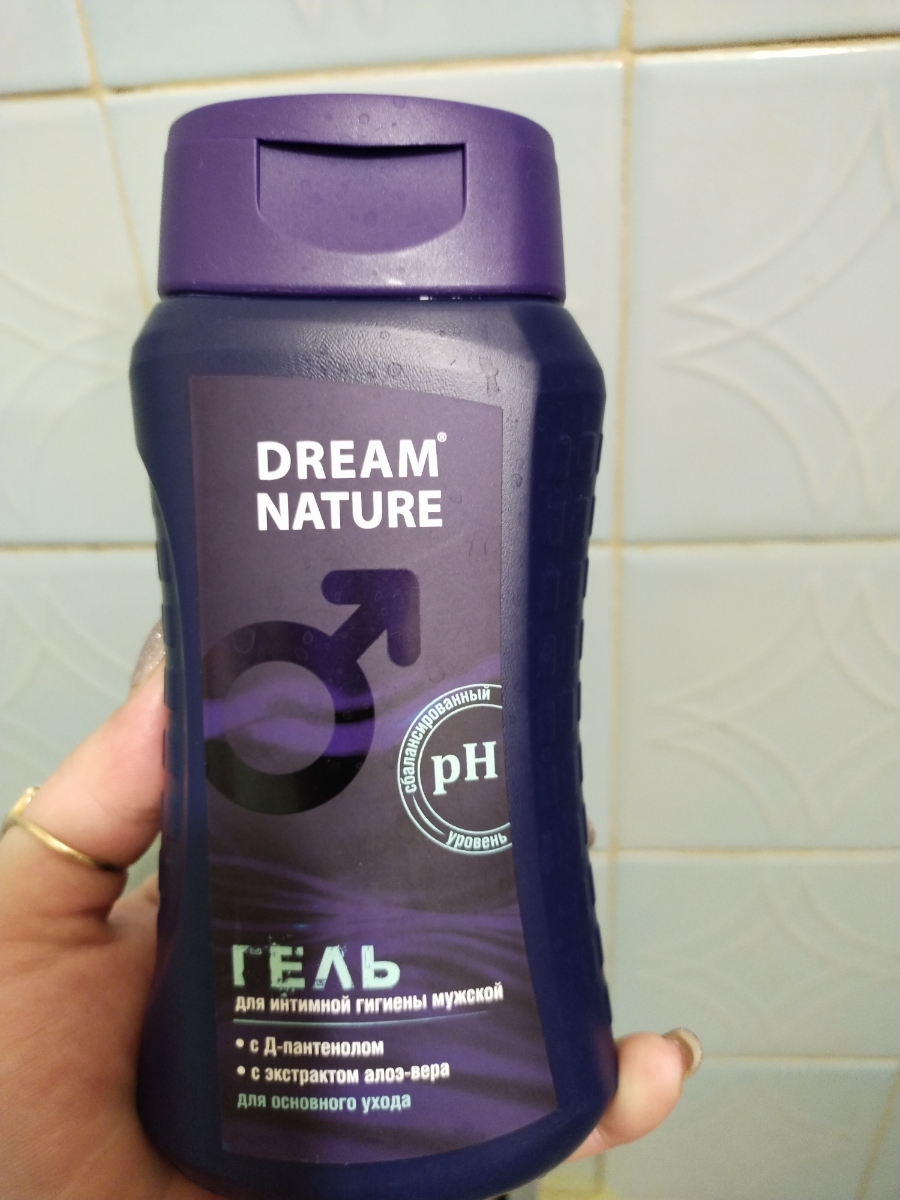 DREAM®
NATURE
сбалансированный
pH
уровень
ГЕЛЬ
для интимной гигиены мужской
• с Д-пантенолом
• с экстрактом алоэ-вера
для основного ухода